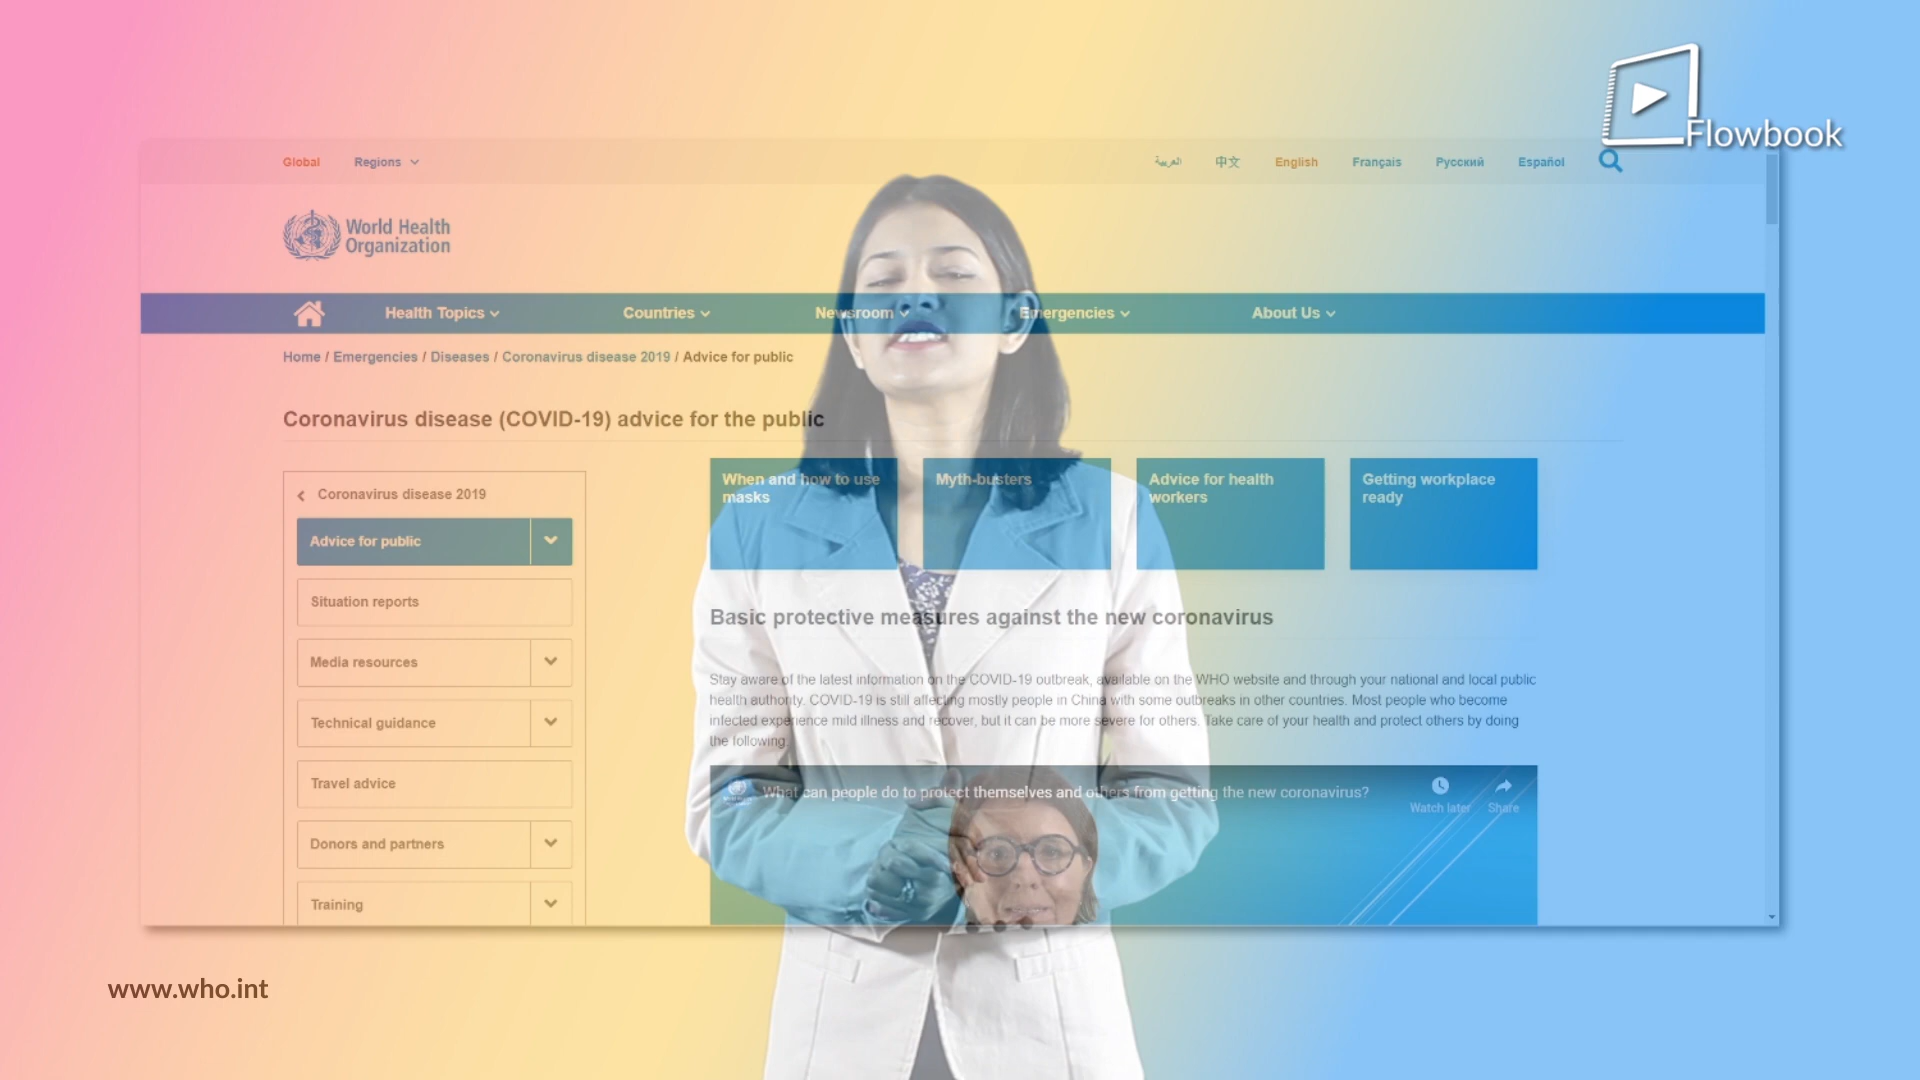 Flowbook
Global Regions العربية 中文 English Français Русский Español
World Health
Organization
Health Topics Countries Newsroom Emergencies About Us
Home / Emergencies / Diseases / Coronavirus disease 2019 / Advice for public
Coronavirus disease (COVID-19) advice for the public
Coronavirus disease 2019
Advice for public
Situation reports
Media resources
Technical guidance
Travel advice
Donors and partners
Training
When and how to use
masks
Myth-busters
Advice for health
workers
Getting workplace
ready
Basic protective measures against the new coronavirus
Stay aware of the latest information on the COVID-19 outbreak, available on the WHO website and through your national and local public
health authority. COVID-19 is still affecting mostly people in China with some outbreaks in other countries. Most people who become
infected experience mild illness and recover, but it can be more severe for others. Take care of your health and protect others by doing
the following:
What can people do to protect themselves and others from getting the new coronavirus?
Watch later Share
www.who.int